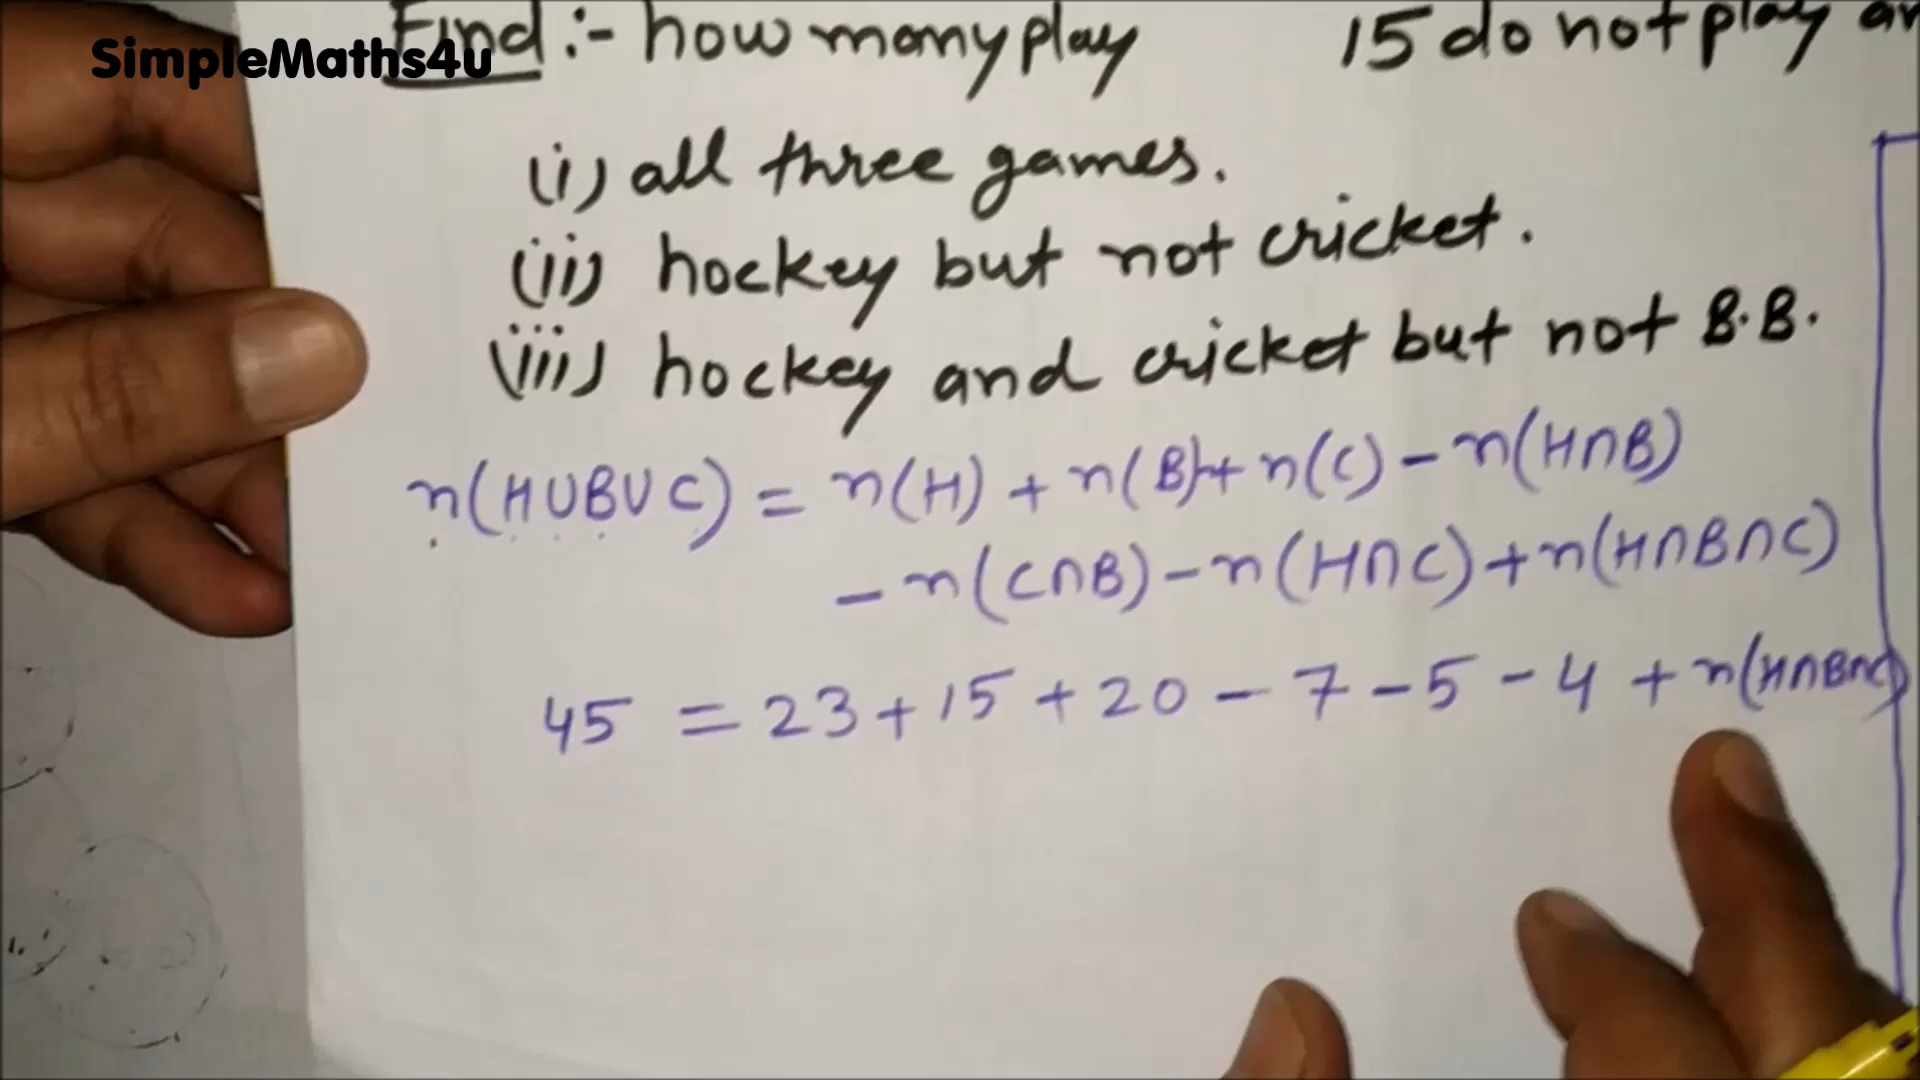 SimpleMaths4u
Find :- how many play
15 do not play
(i) all three games.
(ii) hockey but not cricket.
(iii) hockey and cricket but not B.B.
n(H∪B∪C) = n(H) + n(B) + n(C) - n(H∩B)
- n(C∩B) - n(H∩C) + n(H∩B∩C)
45 = 23 + 15 + 20 - 7 - 5 - 4 + n(H∩B∩C)